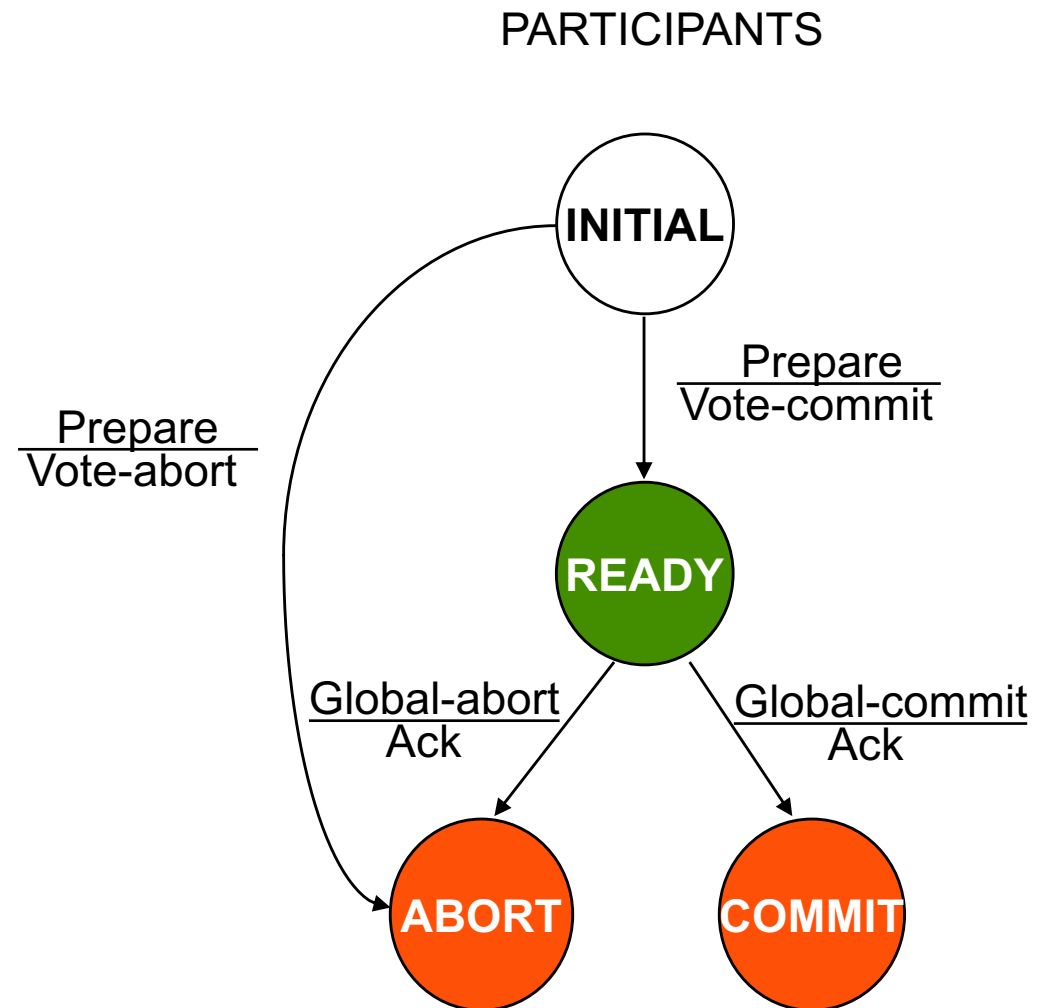 PARTICIPANTS
INITIAL
Prepare
Vote-commit
Prepare
Vote-abort
READY
Global-abort
Ack
Global-commit
Ack
ABORT
COMMIT